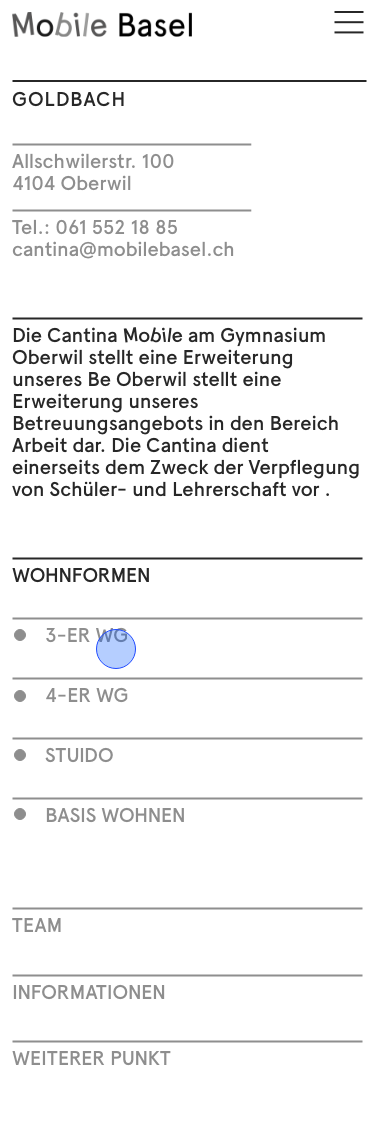 Mobile Basel
GOLDBACH
Allschwilerstr. 100
4104 Oberwil
Tel.: 061 552 18 85
cantina@mobilebasel.ch
Die Cantina Mobile am Gymnasium
Oberwil stellt eine Erweiterung
unseres Be Oberwil stellt eine
Erweiterung unseres
Betreuungsangebots in den Bereich
Arbeit dar. Die Cantina dient
einerseits dem Zweck der Verpflegung
von Schüler- und Lehrerschaft vor .
WOHNFORMEN
3-ER WG
4-ER WG
STUIDO
BASIS WOHNEN
TEAM
INFORMATIONEN
WEITERER PUNKT